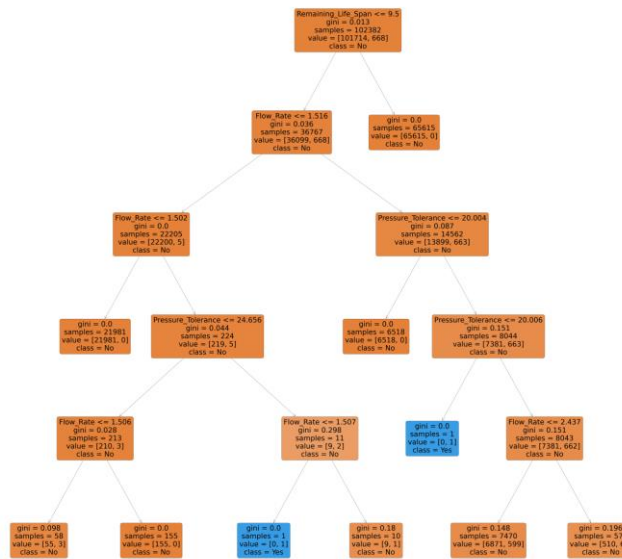 Remaining_Life_Span <= 9.5
gini = 0.013
samples = 102382
value = [101714, 668]
class = No
Flow_Rate <= 1.516
gini = 0.036
samples = 36767
value = [36099, 668]
class = No
gini = 0.0
samples = 65615
value = [65615, 0]
class = No
Flow_Rate <= 1.502
gini = 0.0
samples = 22205
value = [22200, 5]
class = No
Pressure_Tolerance <= 20.004
gini = 0.087
samples = 14562
value = [13899, 663]
class = No
gini = 0.0
samples = 21981
value = [21981, 0]
class = No
Pressure_Tolerance <= 24.656
gini = 0.044
samples = 224
value = [219, 5]
class = No
gini = 0.0
samples = 6518
value = [6518, 0]
class = No
Pressure_Tolerance <= 20.006
gini = 0.151
samples = 8044
value = [7381, 663]
class = No
Flow_Rate <= 1.506
gini = 0.028
samples = 213
value = [210, 3]
class = No
Flow_Rate <= 1.507
gini = 0.298
samples = 11
value = [9, 2]
class = No
gini = 0.0
samples = 1
value = [0, 1]
class = Yes
Flow_Rate <= 2.437
gini = 0.151
samples = 8043
value = [7381, 662]
class = No
gini = 0.098
samples = 58
value = [55, 3]
class = No
gini = 0.0
samples = 155
value = [155, 0]
class = No
gini = 0.0
samples = 1
value = [0, 1]
class = Yes
gini = 0.18
samples = 10
value = [9, 1]
class = No
gini = 0.148
samples = 7470
value = [6871, 599]
class = No
gini = 0.196
samples = 57
value = [510, 6
class = No